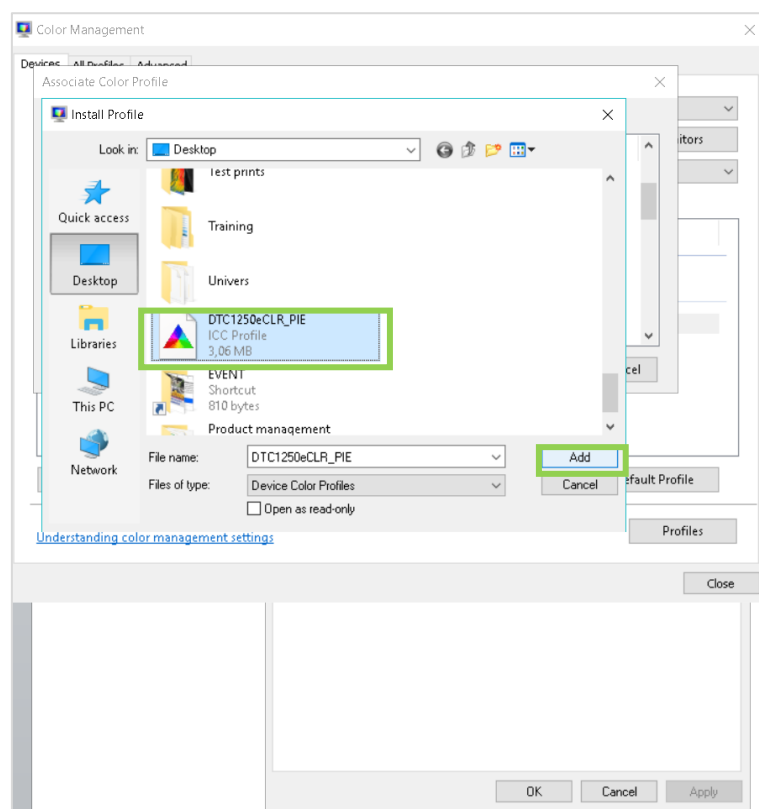 Color Management
Devices All Profiles Advanced
Associate Color Profile
Install Profile
Look in: Desktop
itors
Test prints
Quick access
Training
Desktop
Univers
DTC1250eCLR_PIE
ICC Profile
3,06 MB
Libraries
EVENT
Shortcut
810 bytes
cel
This PC
Product management
Network
File name: DTC1250eCLR_PIE Add
Files of type: Device Color Profiles Cancel
efault Profile
Open as read-only
Understanding color management settings
Profiles
Close
OK Cancel Apply